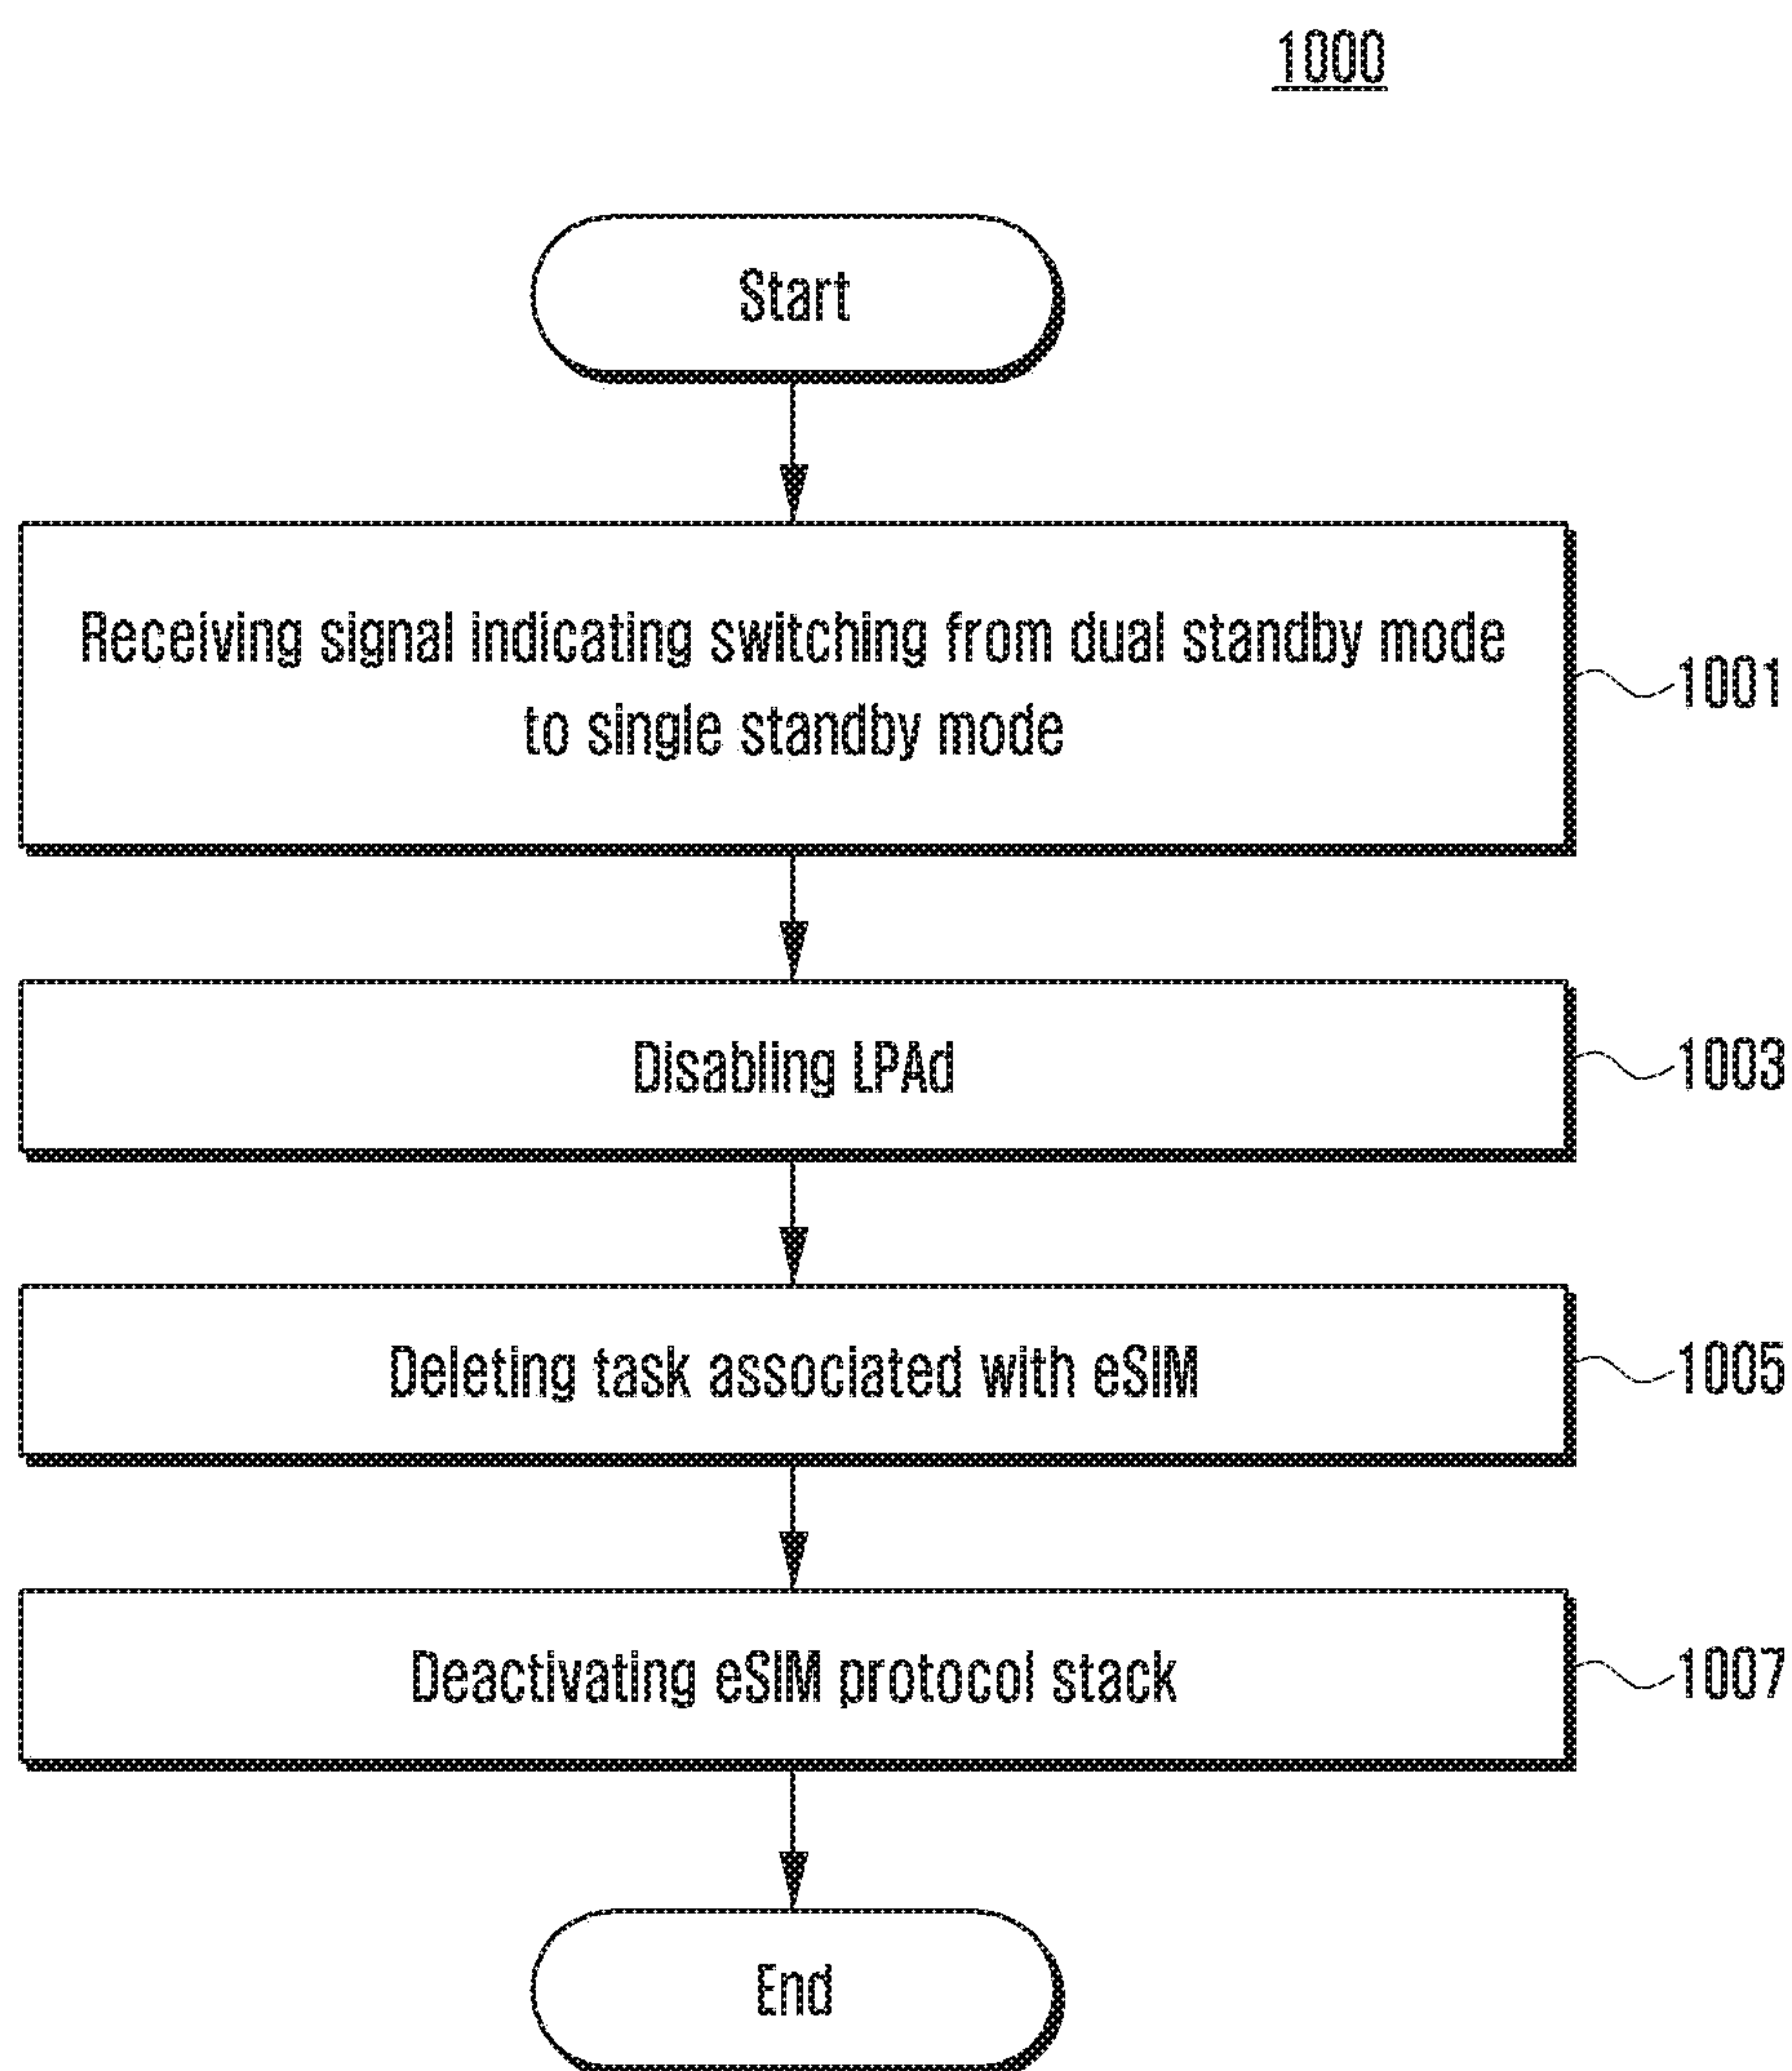 1000
Start
Receiving signal indicating switching from dual standby mode
to single standby mode
1001
Disabling LPAd
1003
Deleting task associated with eSIM
1005
Deactivating eSIM protocol stack
1007
End